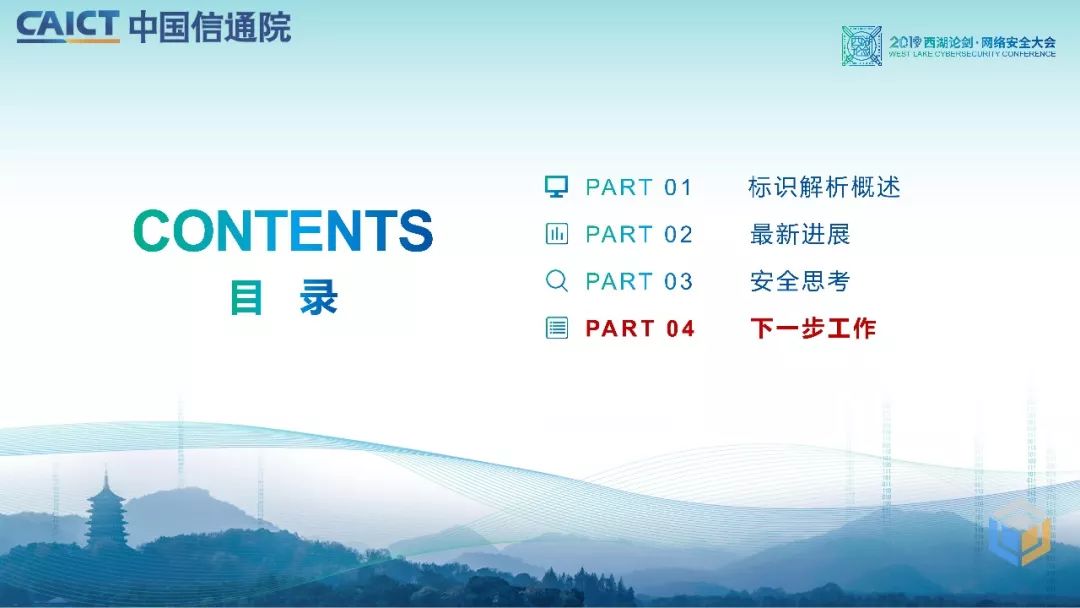 CAICT 中国信通院
2019 西湖论剑·网络安全大会
WEST LAKE CYBERSECURITY CONFERENCE
CONTENTS
目 录
PART 01 标识解析概述
PART 02 最新进展
PART 03 安全思考
PART 04 下一步工作